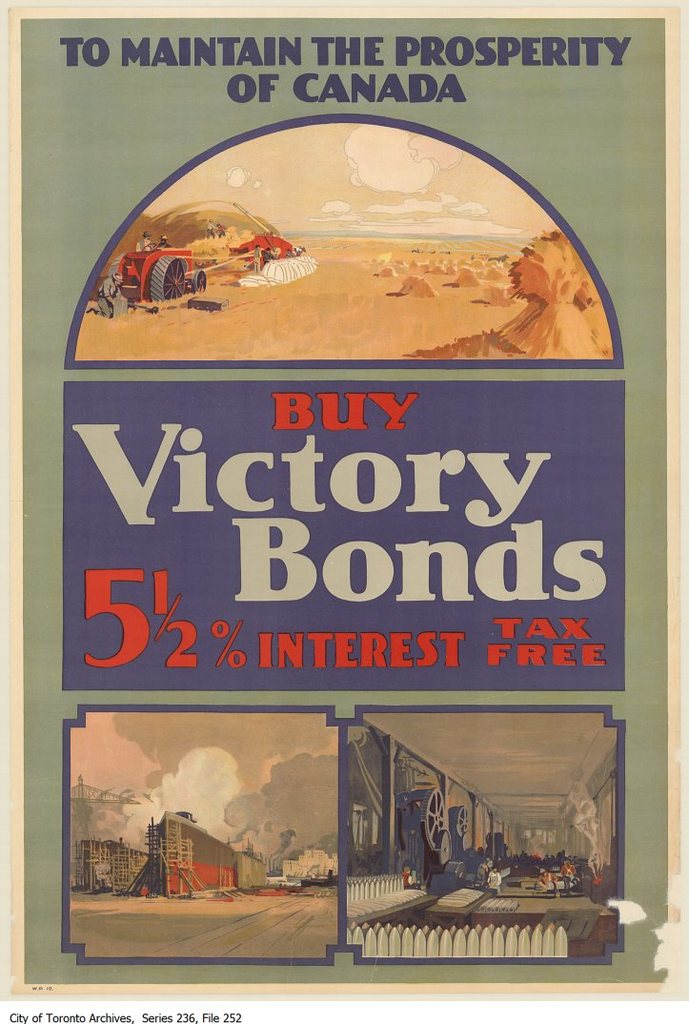 TO MAINTAIN THE PROSPERITY
OF CANADA
BUY
Victory
Bonds
5½% INTEREST TAX FREE
W.P. 10.
City of Toronto Archives, Series 236, File 252